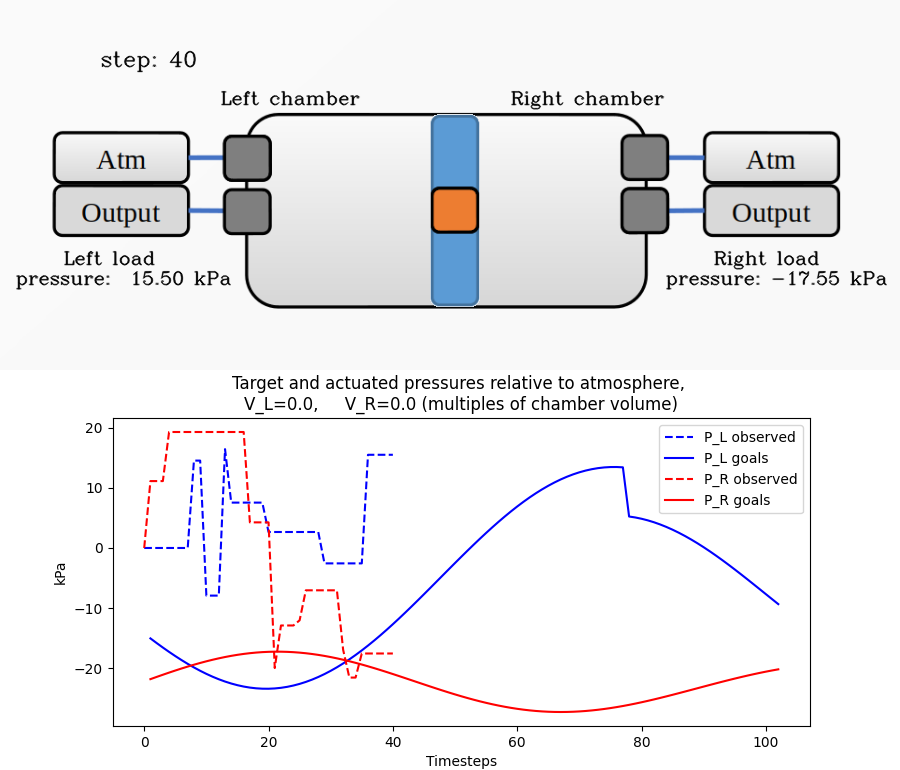 step: 40
Left chamber
Right chamber
Atm
Output
Atm
Output
Left load
pressure: 15.50 kPa
Right load
pressure: −17.55 kPa
Target and actuated pressures relative to atmosphere,
V_L=0.0, V_R=0.0 (multiples of chamber volume)
P_L observed
P_L goals
P_R observed
P_R goals
kPa
20
10
0
−10
−20
0
20
40
60
80
100
Timesteps